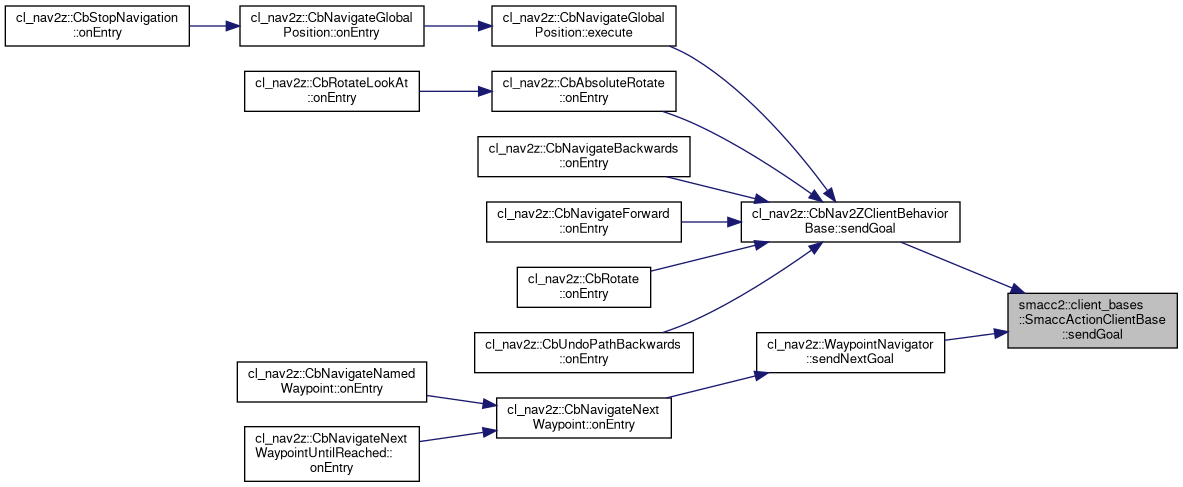 cl_nav2z::CbStopNavigation
::onEntry
cl_nav2z::CbNavigateGlobal
Position::onEntry
cl_nav2z::CbNavigateGlobal
Position::execute
cl_nav2z::CbRotateLookAt
::onEntry
cl_nav2z::CbAbsoluteRotate
::onEntry
cl_nav2z::CbNavigateBackwards
::onEntry
cl_nav2z::CbNavigateForward
::onEntry
cl_nav2z::CbNav2ZClientBehavior
Base::sendGoal
cl_nav2z::CbRotate
::onEntry
smacc2::client_bases
::SmaccActionClientBase
::sendGoal
cl_nav2z::CbUndoPathBackwards
::onEntry
cl_nav2z::WaypointNavigator
::sendNextGoal
cl_nav2z::CbNavigateNamed
Waypoint::onEntry
cl_nav2z::CbNavigateNext
Waypoint::onEntry
cl_nav2z::CbNavigateNext
WaypointUntilReached::
onEntry